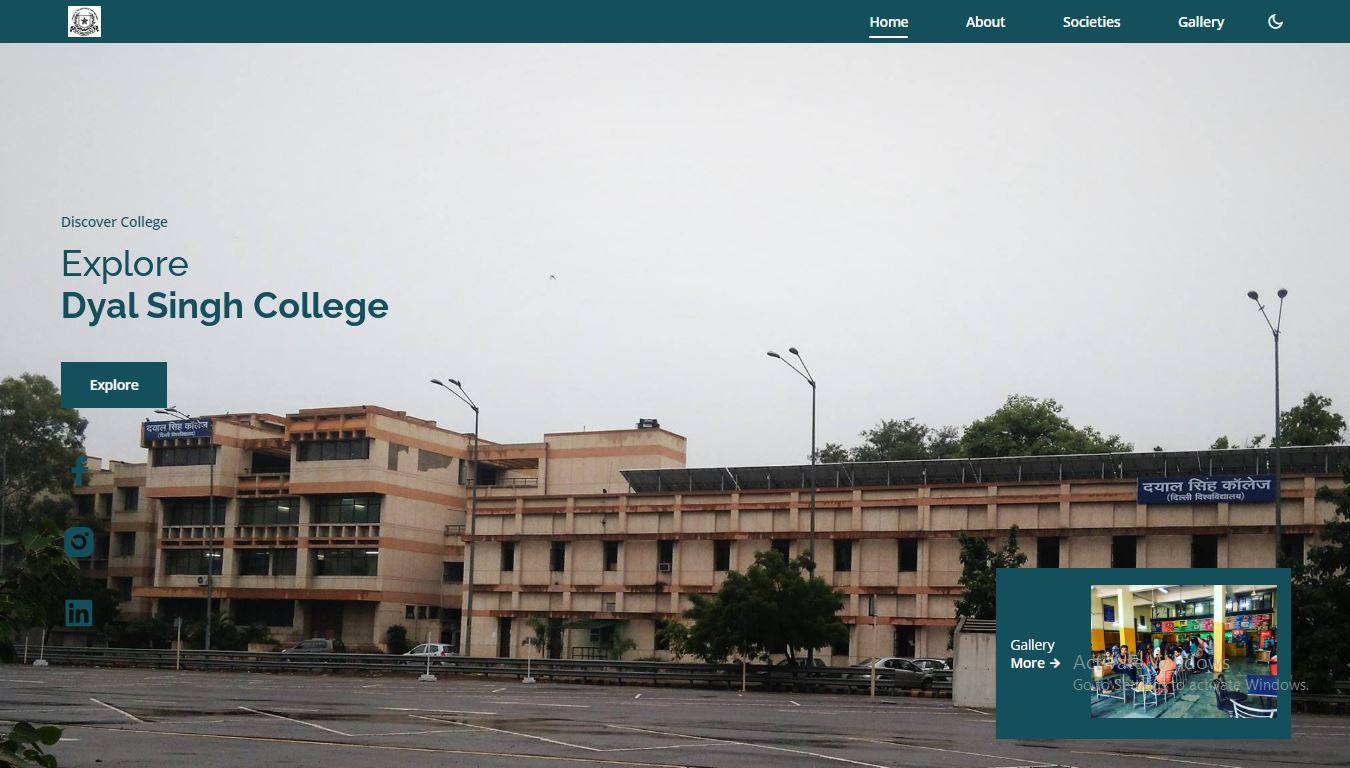 Home About Societies Gallery
Discover College
Explore
Dyal Singh College
Explore
दयाल सिंह कॉलेज
(दिल्ली विश्वविद्यालय)
दयाल सिंह कॉलेज
(दिल्ली विश्वविद्यालय)
Gallery
More →
Activate Windows
Go to Settings to activate Windows.